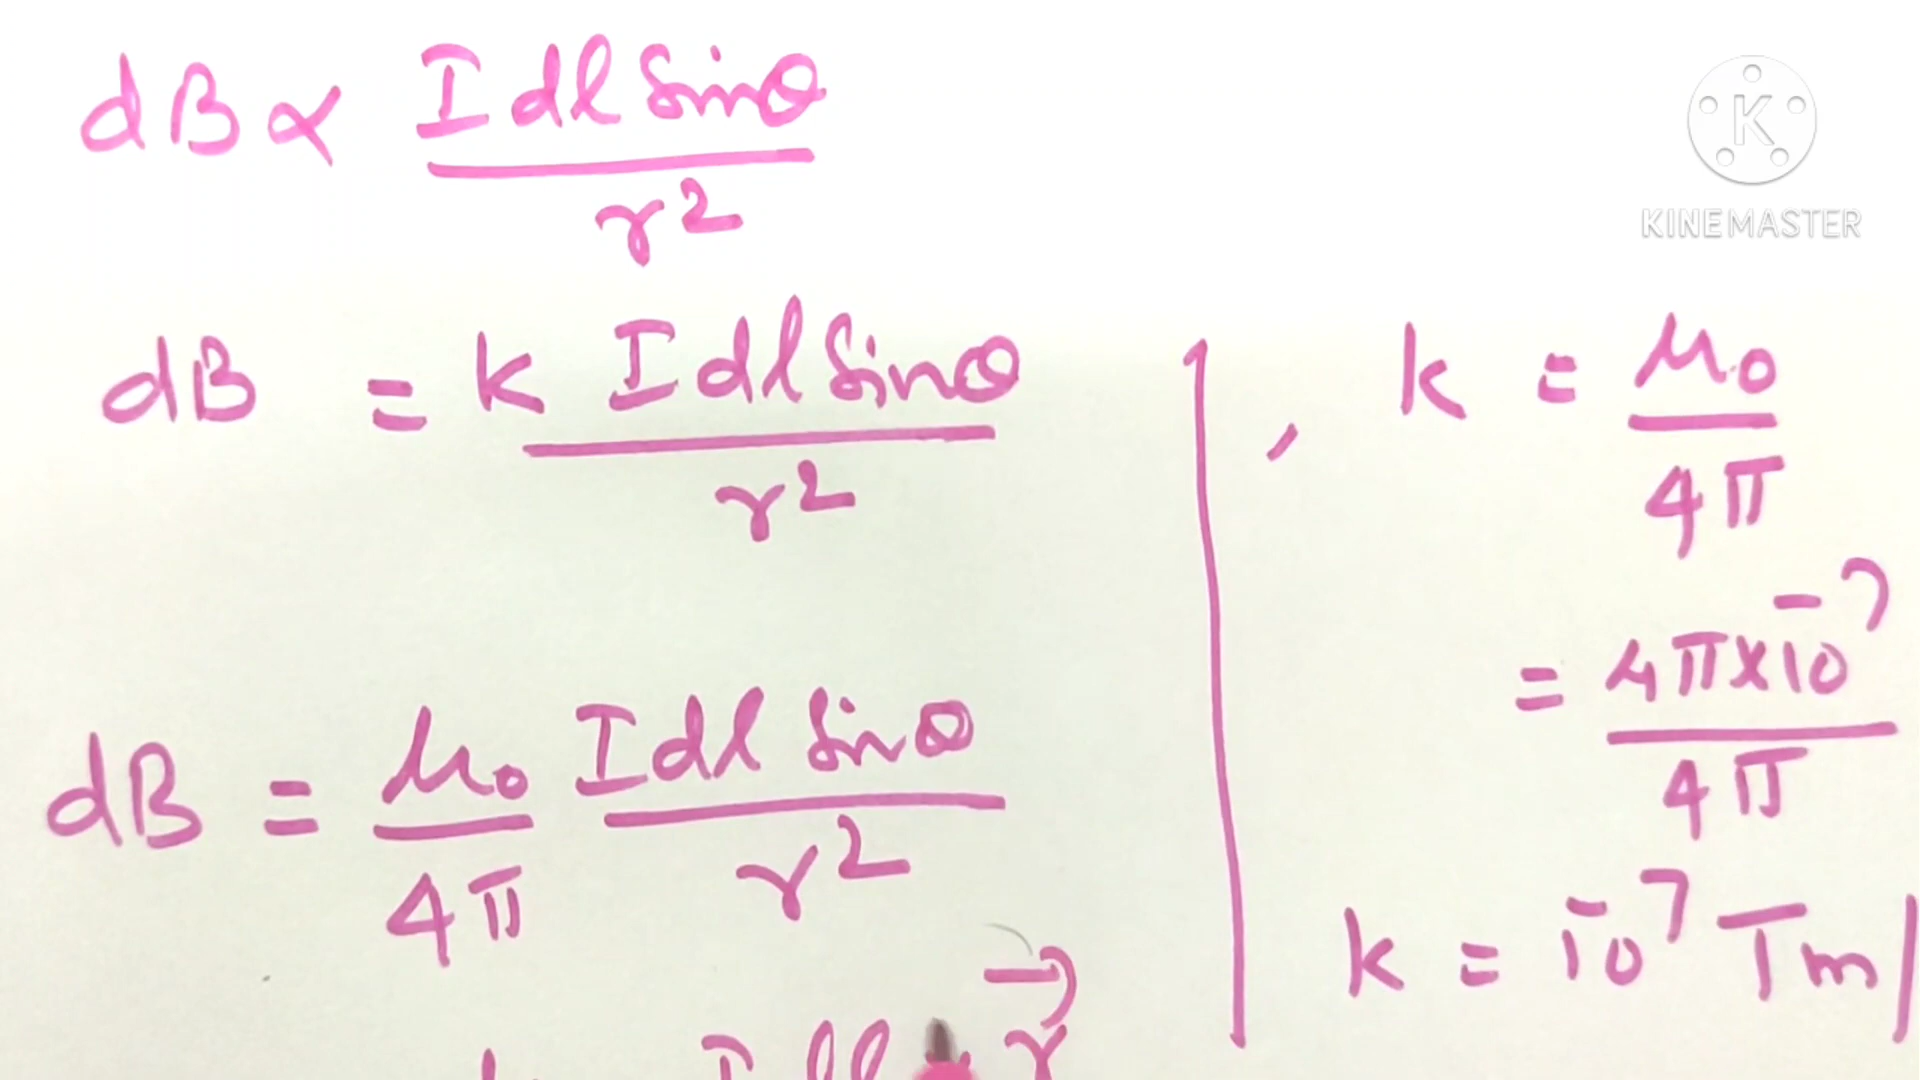 dB ∝ I dl sinθ / r²
K
KINEMASTER
dB = k I dl sinθ / r² , k = μ₀ / 4π
= 4π×10⁻⁷ / 4π
dB = μ₀ / 4π I dl sinθ / r²
k = 10⁻⁷ Tm/